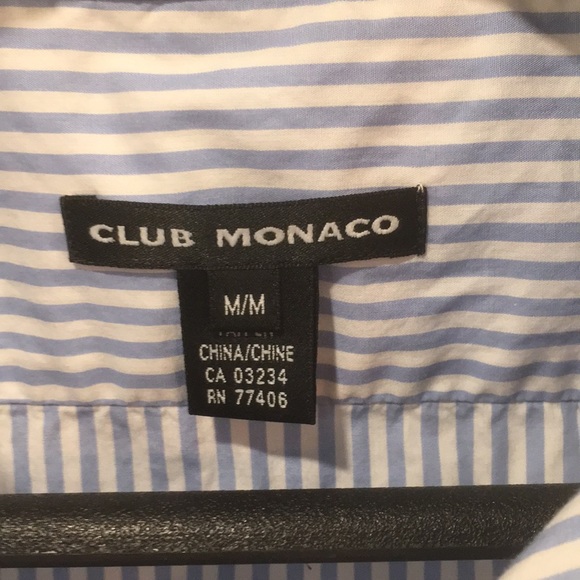 CLUB MONACO
M/M
CHINA/CHINE
CA 03234
RN 77406